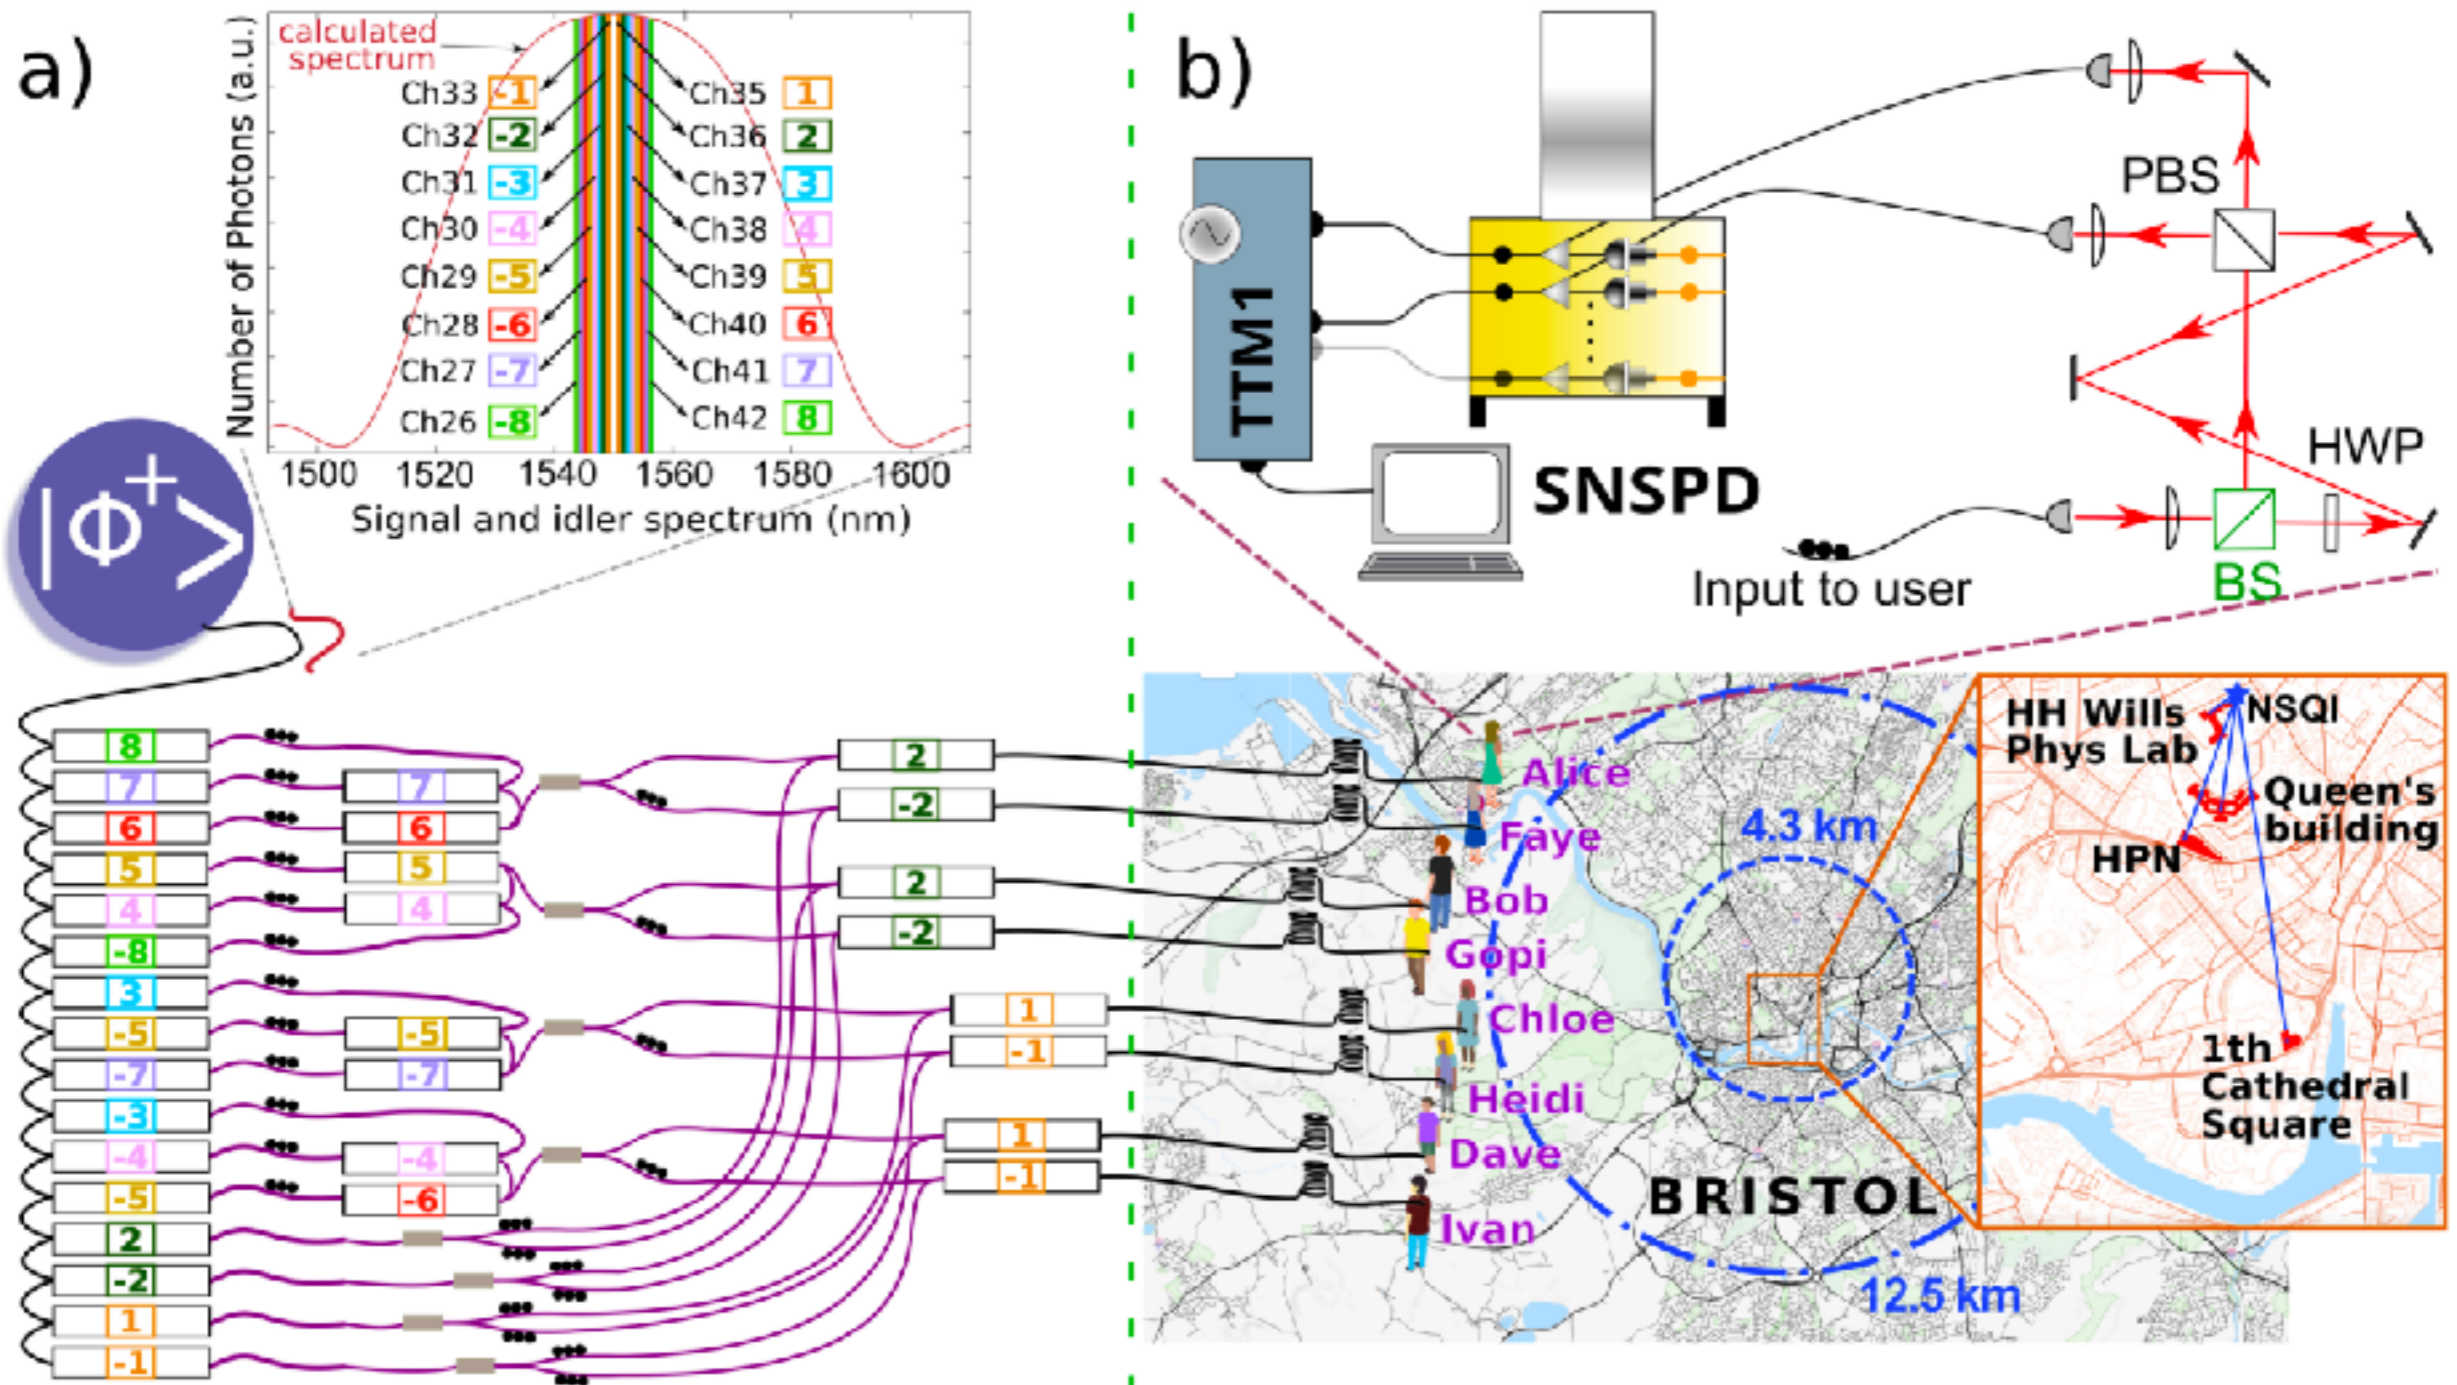 a)
calculated
spectrum
Number of Photons (a.u.)
Ch33 -1
Ch32 -2
Ch31 -3
Ch30 -4
Ch29 -5
Ch28 -6
Ch27 -7
Ch26 -8
Ch35 1
Ch36 2
Ch37 3
Ch38 4
Ch39 5
Ch40 6
Ch41 7
Ch42 8
1500 1520 1540 1560 1580 1600
Signal and idler spectrum (nm)
|Φ+>
8
7 7
6 6
5 5
4 4
-8
3
-5 -5
-7 -7
-3
-4 -4
-5 -6
2
-2
1
-1
2
-2
2
-2
1
-1
1
-1
b)
TTM1
SNSPD
PBS
HWP
BS
Input to user
Alice
Faye
Bob
Gopi
Chloe
Heidi
Dave
Ivan
4.3 km
BRISTOL
12.5 km
HH Wills
Phys Lab
NSQI
Queen's
building
HPN
1th
Cathedral
Square